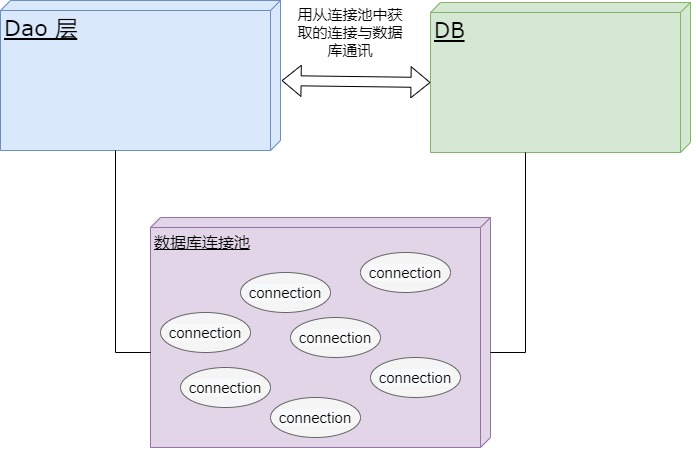 Dao 层
用从连接池中获
取的连接与数据
库通讯
DB
数据库连接池
connection
connection
connection
connection
connection
connection
connection